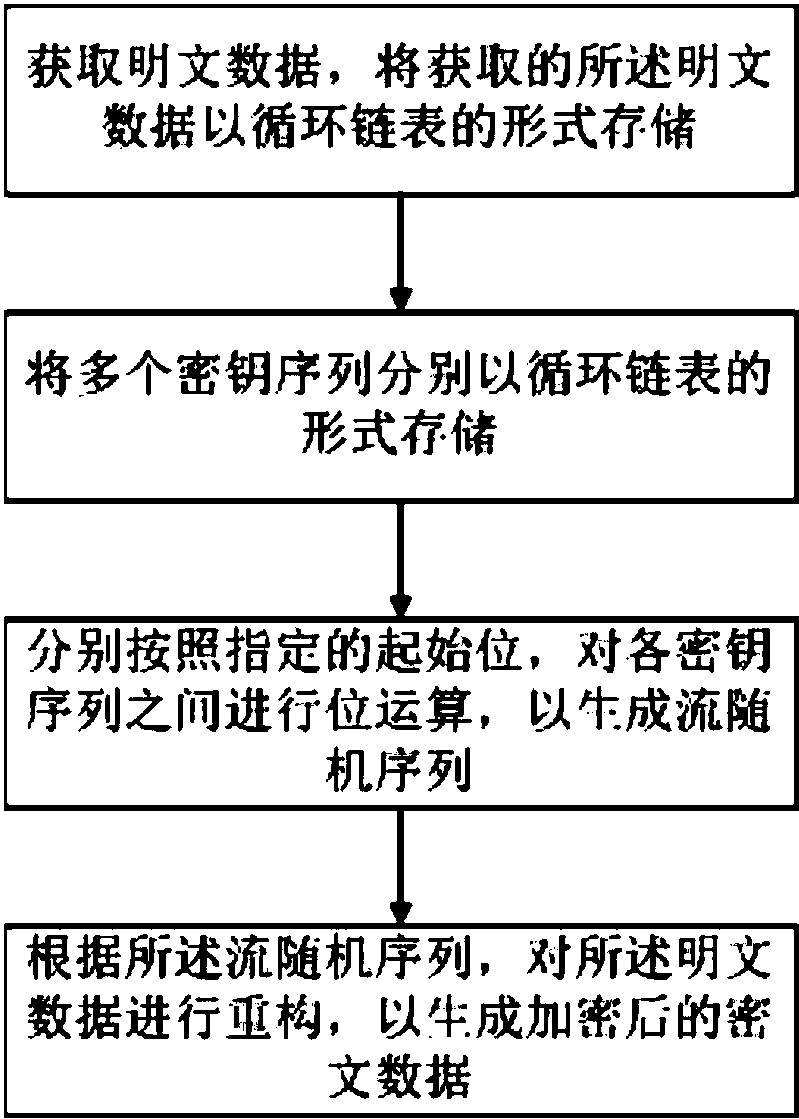 获取明文数据，将获取的所述明文
数据以循环链表的形式存储
将多个密钥序列分别以循环链表的
形式存储
分别按照指定的起始位，对各密钥
序列之间进行位运算，以生成流随
机序列
根据所述流随机序列，对所述明文
数据进行重构，以生成加密后的密
文数据